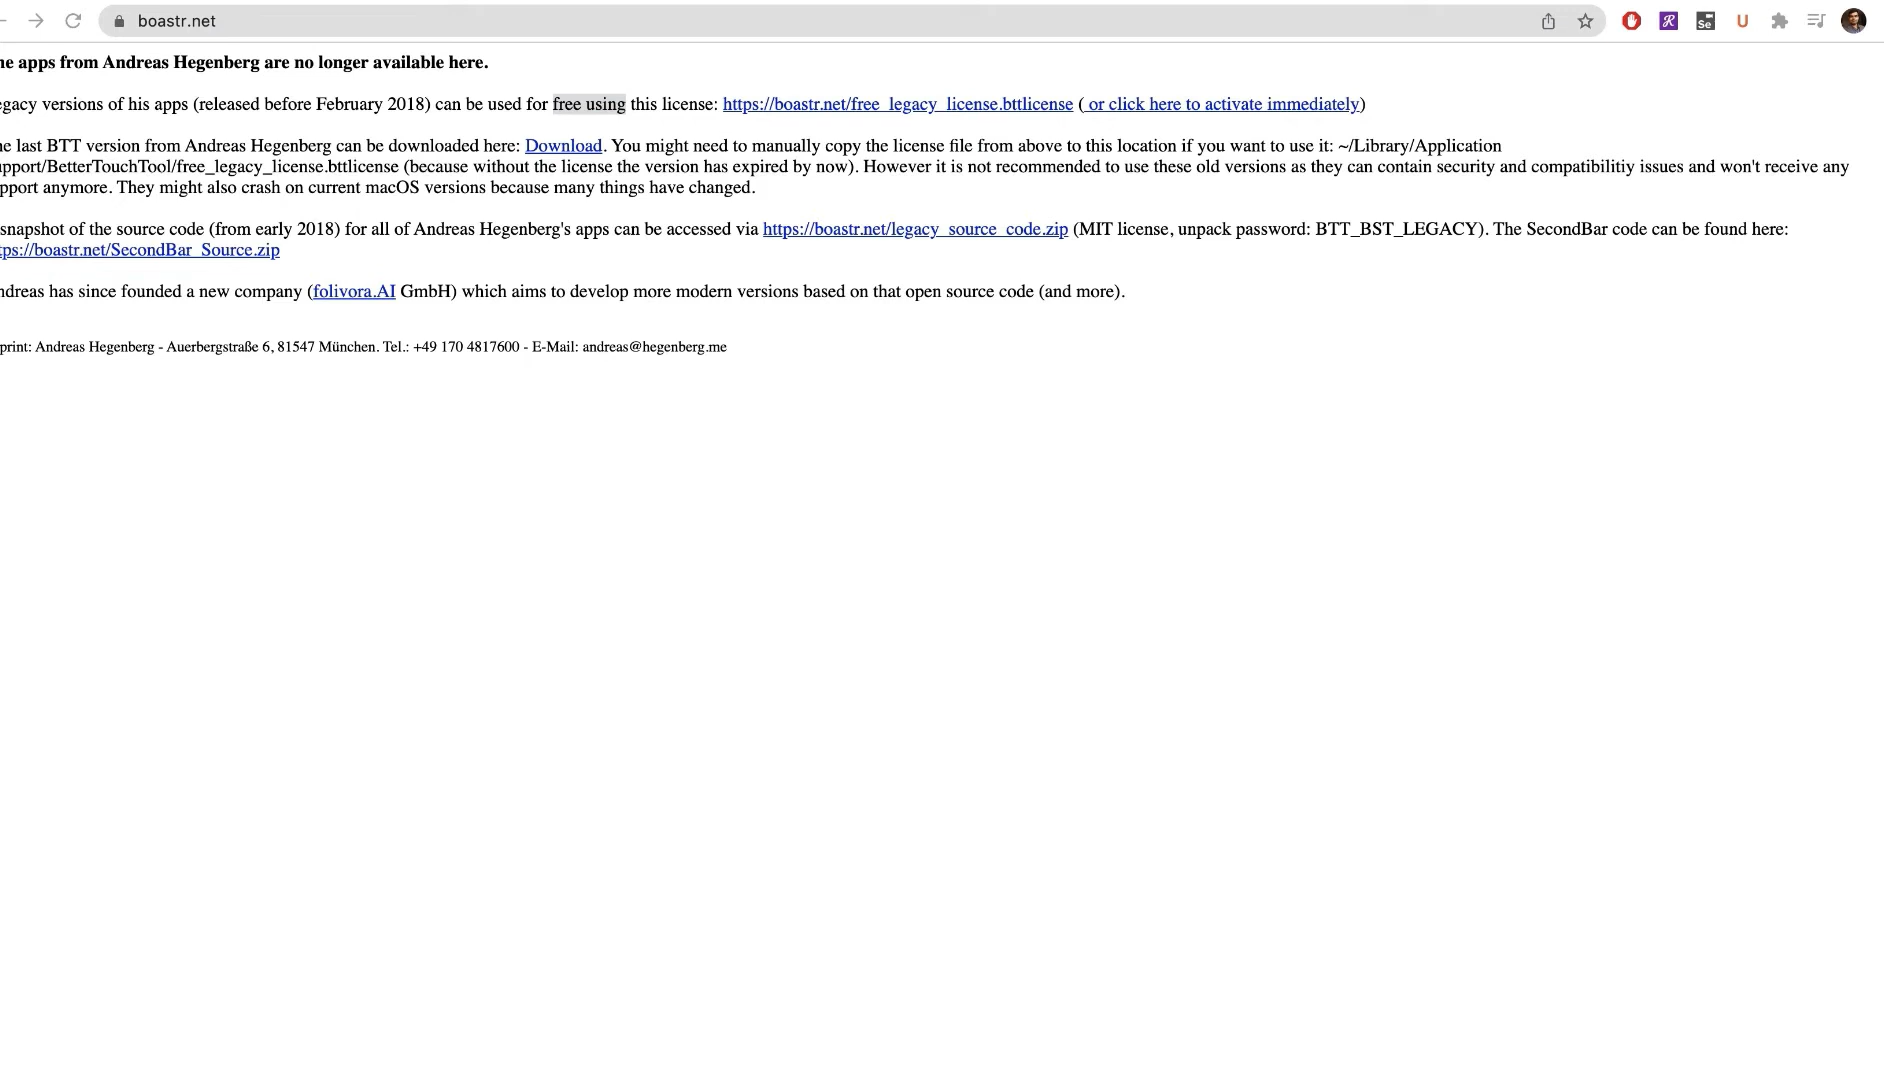 boastr.net
Se
U
he apps from Andreas Hegenberg are no longer available here.
egacy versions of his apps (released before February 2018) can be used for free using this license: https://boastr.net/free_legacy_license.bttlicense ( or click here to activate immediately)
he last BTT version from Andreas Hegenberg can be downloaded here: Download. You might need to manually copy the license file from above to this location if you want to use it: ~/Library/Application
upport/BetterTouchTool/free_legacy_license.bttlicense (because without the license the version has expired by now). However it is not recommended to use these old versions as they can contain security and compatibilitiy issues and won't receive any
pport anymore. They might also crash on current macOS versions because many things have changed.
snapshot of the source code (from early 2018) for all of Andreas Hegenberg's apps can be accessed via https://boastr.net/legacy_source_code.zip (MIT license, unpack password: BTT_BST_LEGACY). The SecondBar code can be found here:
tps://boastr.net/SecondBar_Source.zip
ndreas has since founded a new company (folivora.AI GmbH) which aims to develop more modern versions based on that open source code (and more).
print: Andreas Hegenberg - Auerbergstraße 6, 81547 München. Tel.: +49 170 4817600 - E-Mail: andreas@hegenberg.me